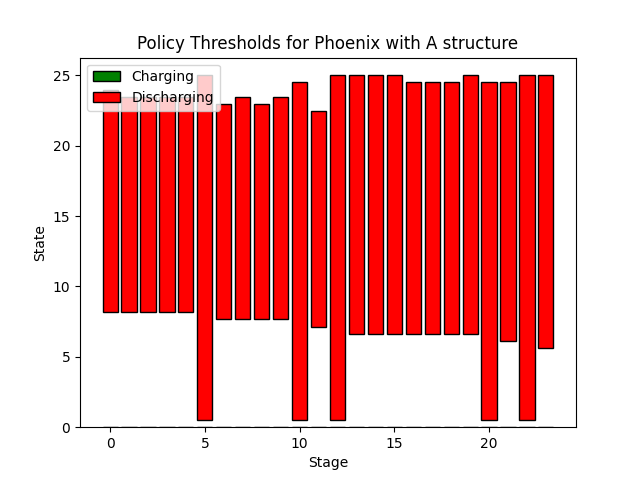 Policy Thresholds for Phoenix with A structure
Charging
Discharging
25
20
15
10
5
0
State
0 5 10 15 20
Stage